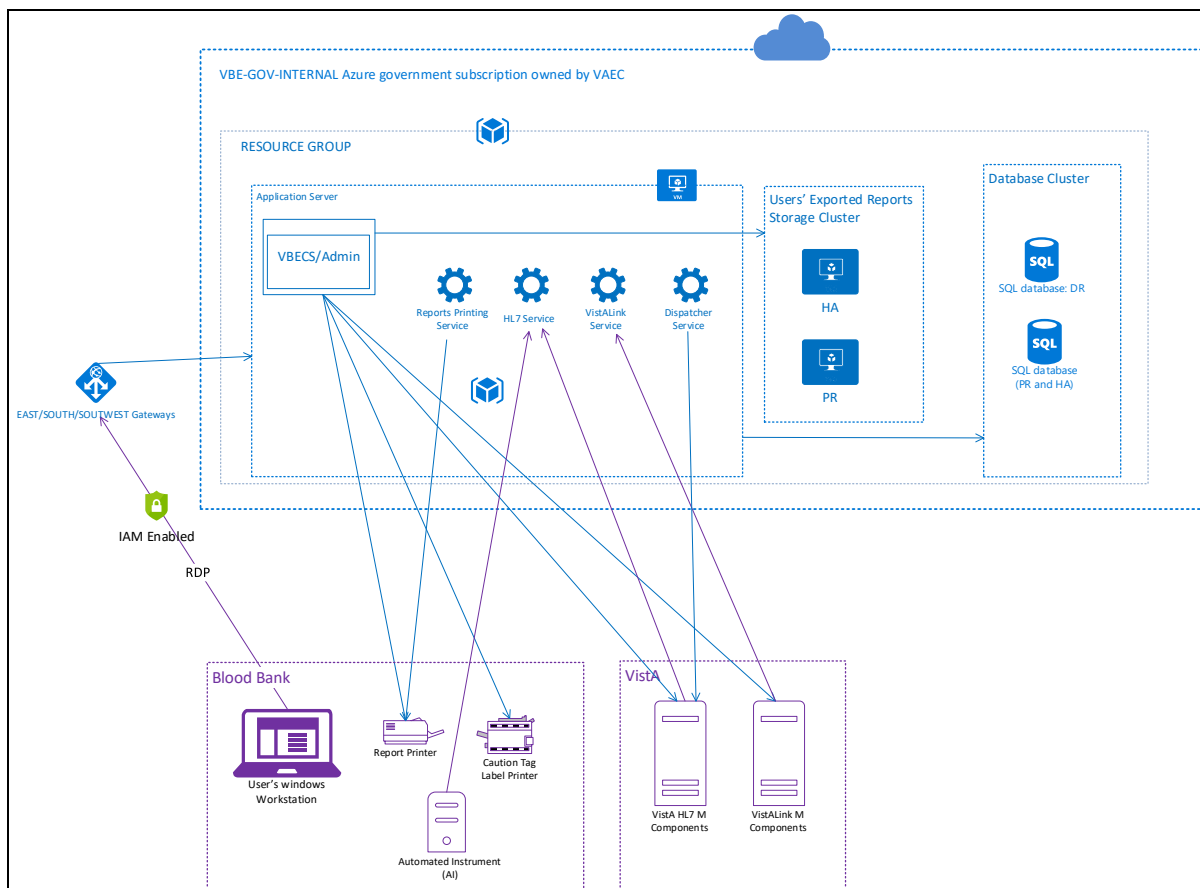 VBE-GOV-INTERNAL Azure government subscription owned by VAEC
RESOURCE GROUP
Application Server
VM
Users' Exported Reports
Storage Cluster
Database Cluster
VBECS/Admin
SQL
SQL database: DR
Reports Printing
Service
HL7 Service
VistALink
Service
Dispatcher
Service
HA
SQL
SQL database
(PR and HA)
PR
EAST/SOUTH/SOUTWEST Gateways
IAM Enabled
RDP
Blood Bank
VistA
Report Printer
Caution Tag
Label Printer
User's windows
Workstation
VistA HL7 M
Components
VistALink M
Components
Automated Instrument
(AI)